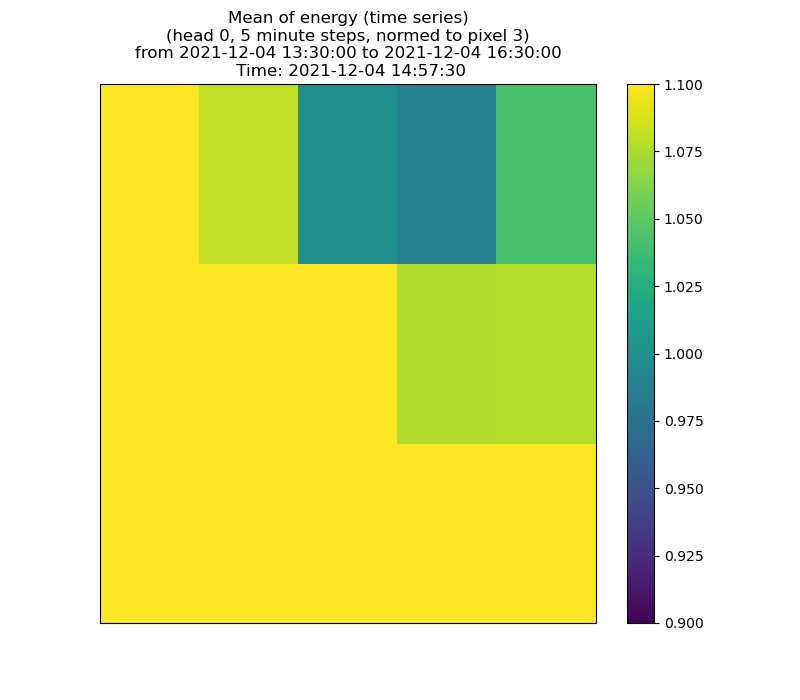 Mean of energy (time series)
(head 0, 5 minute steps, normed to pixel 3)
from 2021-12-04 13:30:00 to 2021-12-04 16:30:00
Time: 2021-12-04 14:57:30
1.100
1.075
1.050
1.025
1.000
0.975
0.950
0.925
0.900